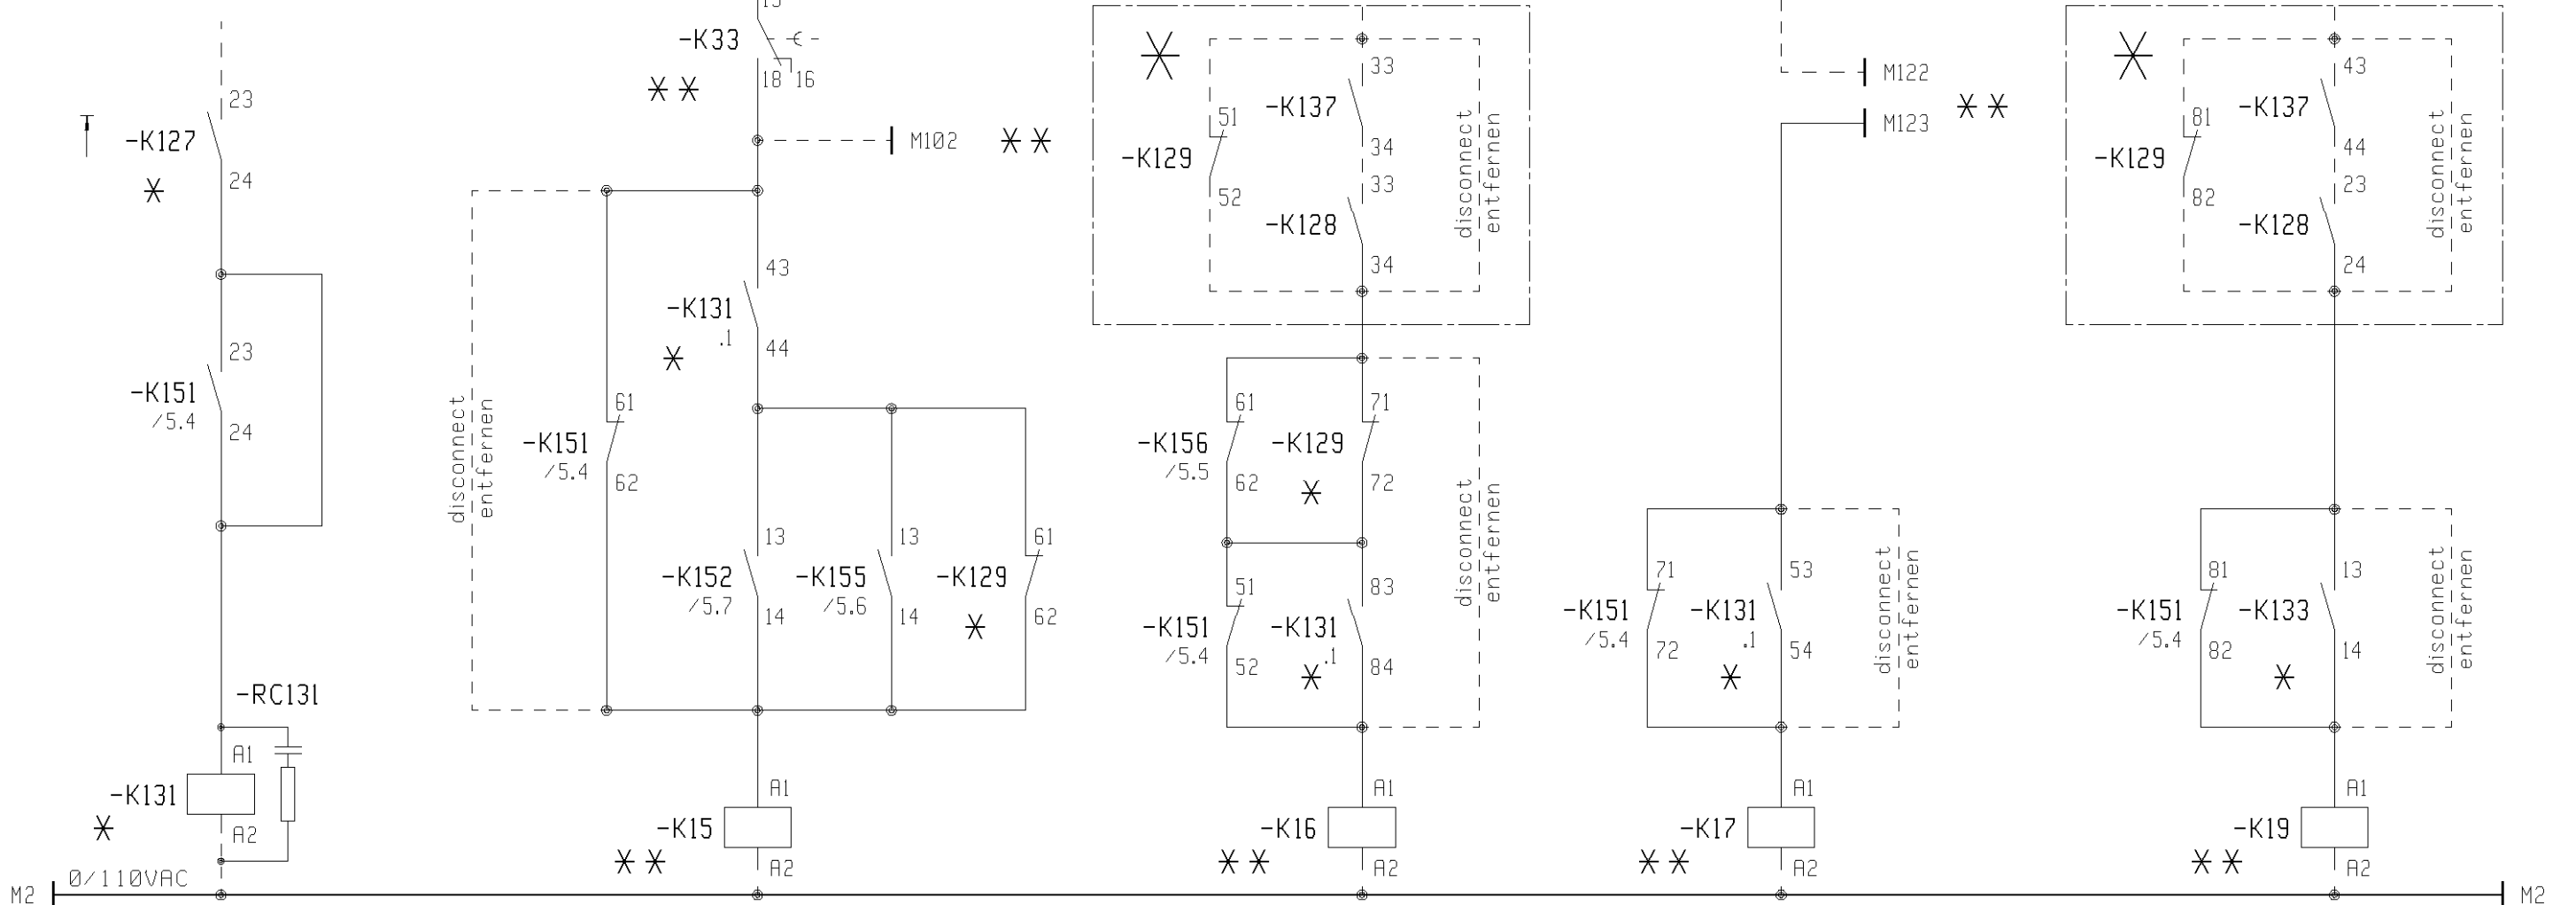 -K127
23
24
*
-K151
/5.4
23
24
-RC131
-K131
A1
A2
*
0/110VAC
M2
-K33
18 16
* *
M102
* *
disconnect
entfernen
-K151
/5.4
61
62
-K131
.1
43
44
*
-K152
/5.7
13
14
-K155
/5.6
13
14
-K129
61
62
*
-K15
A1
A2
* *
*
-K129
51
52
-K137
33
34
-K128
33
34
disconnect
entfernen
-K156
/5.5
61
62
-K129
71
72
*
-K151
/5.4
51
52
-K131
.1
83
84
*
disconnect
entfernen
-K16
A1
A2
* *
M122
M123
* *
-K151
/5.4
71
72
-K131
.1
53
54
*
disconnect
entfernen
-K17
A1
A2
* *
*
-K129
81
82
-K137
43
44
-K128
23
24
disconnect
entfernen
-K151
/5.4
81
82
-K133
13
14
*
disconnect
entfernen
-K19
A1
A2
* *
M2